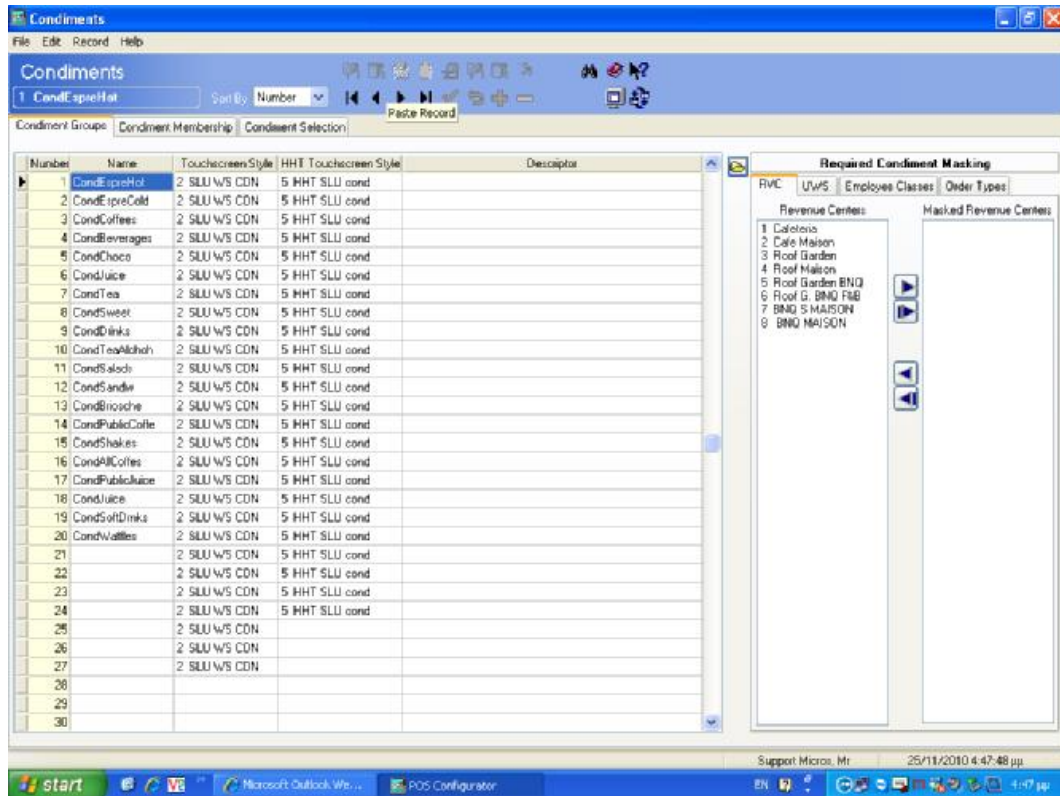 Condiments
File Edit Record Help
Condiments
1 CondEspreHot Sort By Number
Paste Record
Condiment Groups Condiment Membership Condiment Selection
Number Name Touchscreen Style HHT Touchscreen Style Descriptor
1 CondEspreHot 2 SLU WS CDN 5 HHT SLU cond
2 CondEspreCold 2 SLU WS CDN 5 HHT SLU cond
3 CondCoffees 2 SLU WS CDN 5 HHT SLU cond
4 CondBeverages 2 SLU WS CDN 5 HHT SLU cond
5 CondChoco 2 SLU WS CDN 5 HHT SLU cond
6 CondJuice 2 SLU WS CDN 5 HHT SLU cond
7 CondTea 2 SLU WS CDN 5 HHT SLU cond
8 CondSweet 2 SLU WS CDN 5 HHT SLU cond
9 CondDrinks 2 SLU WS CDN 5 HHT SLU cond
10 CondTeaAlchoh 2 SLU WS CDN 5 HHT SLU cond
11 CondSalads 2 SLU WS CDN 5 HHT SLU cond
12 CondSandw 2 SLU WS CDN 5 HHT SLU cond
13 CondBriosche 2 SLU WS CDN 5 HHT SLU cond
14 CondPublicCoffe 2 SLU WS CDN 5 HHT SLU cond
15 CondShakes 2 SLU WS CDN 5 HHT SLU cond
16 CondAllCoffes 2 SLU WS CDN 5 HHT SLU cond
17 CondPublicJuice 2 SLU WS CDN 5 HHT SLU cond
18 CondJuice 2 SLU WS CDN 5 HHT SLU cond
19 CondSoftDrinks 2 SLU WS CDN 5 HHT SLU cond
20 CondWaffles 2 SLU WS CDN 5 HHT SLU cond
21 2 SLU WS CDN 5 HHT SLU cond
22 2 SLU WS CDN 5 HHT SLU cond
23 2 SLU WS CDN 5 HHT SLU cond
24 2 SLU WS CDN 5 HHT SLU cond
25 2 SLU WS CDN
26 2 SLU WS CDN
27 2 SLU WS CDN
28
29
30
Required Condiment Masking
RVC UWS Employee Classes Order Types
Revenue Centers Masked Revenue Centers
1 Cafeteria
2 Cafe Maison
3 Roof Garden
4 Roof Maison
5 Roof Garden BNQ
6 Roof G. BNQ F&B
7 BNQ S MAISON
8 BNQ MAISON
Support Micros, Mr 25/11/2010 4:47:48 μμ
start Microsoft Outlook We... POS Configurator EN 4:47 μμ